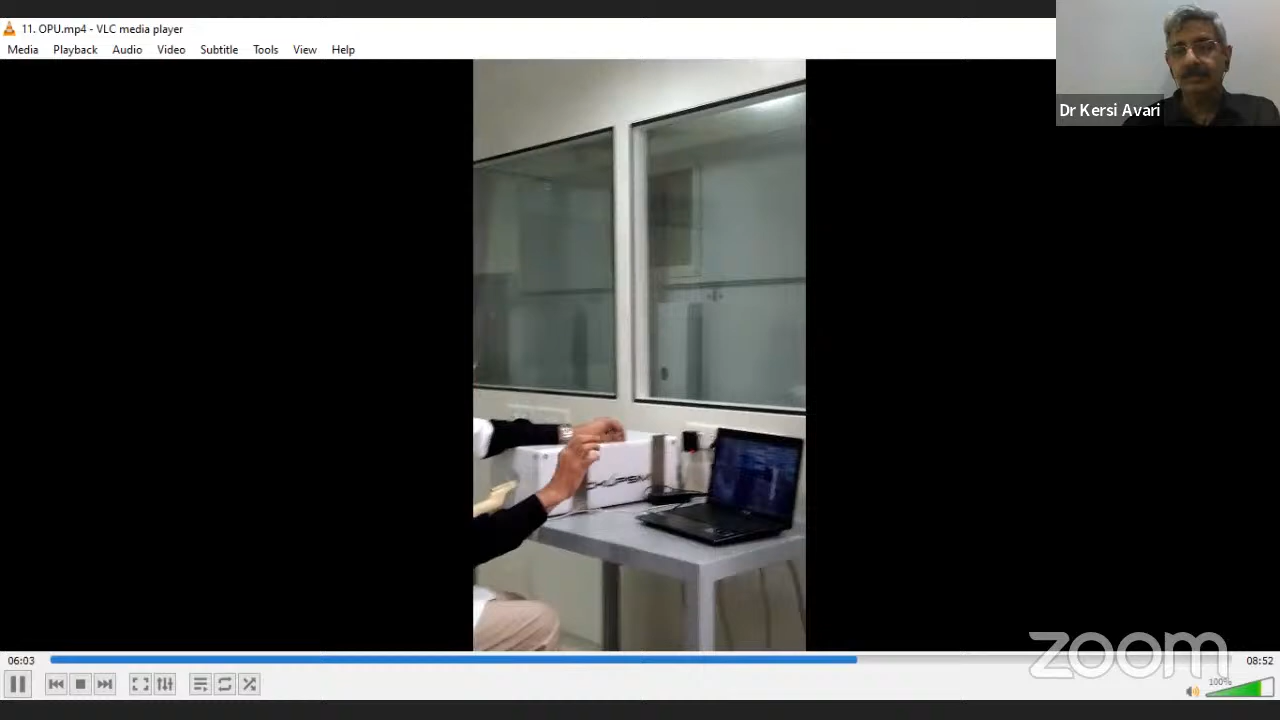 11. OPU.mp4 - VLC media player
Media Playback Audio Video Subtitle Tools View Help
Dr Kersi Avari
06:03
08:52
100%
zoom